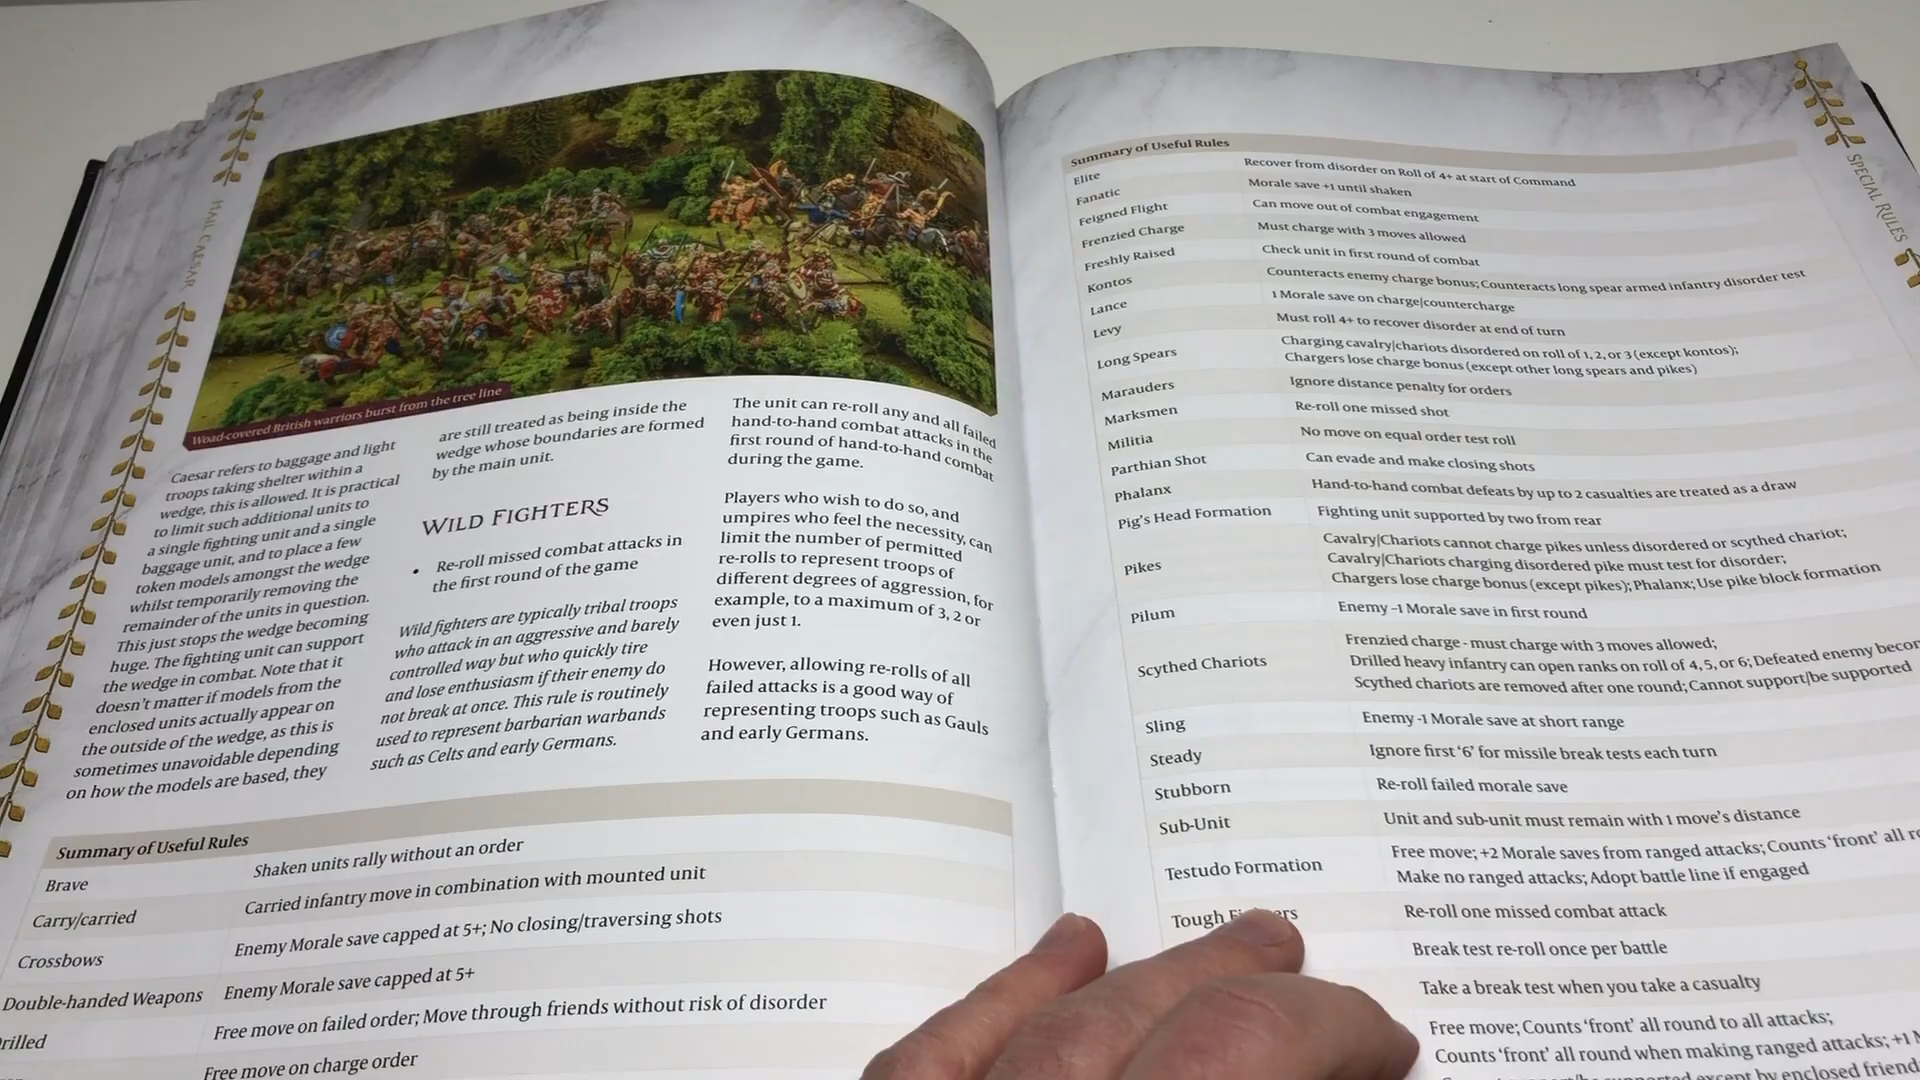 HAIL CAESAR
Woad-covered British warriors burst from the tree line
Caesar refers to baggage and light
troops taking shelter within a
wedge, this is allowed. It is practical
to limit such additional units to
a single fighting unit and a single
baggage unit, and to place a few
token models amongst the wedge
whilst temporarily removing the
remainder of the units in question.
This just stops the wedge becoming
huge. The fighting unit can support
the wedge in combat. Note that it
doesn't matter if models from the
enclosed units actually appear on
the outside of the wedge, as this is
sometimes unavoidable depending
on how the models are based, they
are still treated as being inside the
wedge whose boundaries are formed
by the main unit.
WILD FIGHTERS
• Re-roll missed combat attacks in
the first round of the game
Wild fighters are typically tribal troops
who attack in an aggressive and barely
controlled way but who quickly tire
and lose enthusiasm if their enemy do
not break at once. This rule is routinely
used to represent barbarian warbands
such as Celts and early Germans.
The unit can re-roll any and all failed
hand-to-hand combat attacks in the
first round of hand-to-hand combat
during the game.
Players who wish to do so, and
umpires who feel the necessity, can
limit the number of permitted
re-rolls to represent troops of
different degrees of aggression, for
example, to a maximum of 3, 2 or
even just 1.
However, allowing re-rolls of all
failed attacks is a good way of
representing troops such as Gauls
and early Germans.
Summary of Useful Rules
Brave Shaken units rally without an order
Carry/carried Carried infantry move in combination with mounted unit
Crossbows Enemy Morale save capped at 5+; No closing/traversing shots
Double-handed Weapons Enemy Morale save capped at 5+
rilled Free move on failed order; Move through friends without risk of disorder
Free move on charge order
SPECIAL RULES
Summary of Useful Rules
Elite Recover from disorder on Roll of 4+ at start of Command
Fanatic Morale save +1 until shaken
Feigned Flight Can move out of combat engagement
Frenzied Charge Must charge with 3 moves allowed
Freshly Raised Check unit in first round of combat
Kontos Counteracts enemy charge bonus; Counteracts long spear armed infantry disorder test
Lance 1 Morale save on charge/countercharge
Levy Must roll 4+ to recover disorder at end of turn
Long Spears Charging cavalry/chariots disordered on roll of 1, 2, or 3 (except kontos);
Chargers lose charge bonus (except other long spears and pikes)
Marauders Ignore distance penalty for orders
Marksmen Re-roll one missed shot
Militia No move on equal order test roll
Parthian Shot Can evade and make closing shots
Phalanx Hand-to-hand combat defeats by up to 2 casualties are treated as a draw
Pig's Head Formation Fighting unit supported by two from rear
Pikes Cavalry/Chariots cannot charge pikes unless disordered or scythed chariot;
Cavalry/Chariots charging disordered pike must test for disorder;
Chargers lose charge bonus (except pikes); Phalanx; Use pike block formation
Pilum Enemy -1 Morale save in first round
Scythed Chariots Frenzied charge - must charge with 3 moves allowed;
Drilled heavy infantry can open ranks on roll of 4, 5, or 6; Defeated enemy becom
Scythed chariots are removed after one round; Cannot support/be supported
Sling Enemy -1 Morale save at short range
Steady Ignore first '6' for missile break tests each turn
Stubborn Re-roll failed morale save
Sub-Unit Unit and sub-unit must remain with 1 move's distance
Testudo Formation Free move; +2 Morale saves from ranged attacks; Counts 'front' all ro
Make no ranged attacks; Adopt battle line if engaged
Tough Re-roll one missed combat attack
Break test re-roll once per battle
Take a break test when you take a casualty
Free move; Counts 'front' all round to all attacks;
Counts 'front' all round when making ranged attacks; +1 M
except by enclosed friend